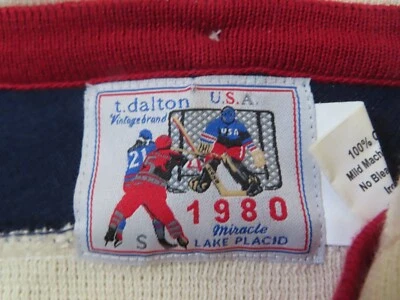 t.dalton U.S.A.
Vintagebrand
USA
21
1980
S
miracle
LAKE PLACID
100%
Mild Mach
No Blea